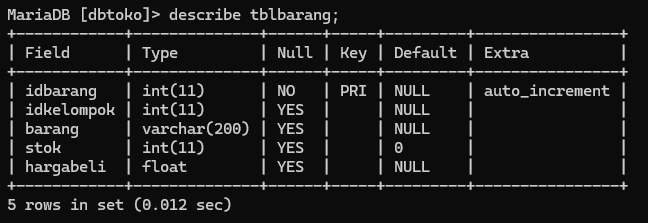 MariaDB [dbtoko]> describe tblbarang;
+------------+--------------+------+-----+---------+----------------+
| Field      | Type         | Null | Key | Default | Extra          |
+------------+--------------+------+-----+---------+----------------+
| idbarang   | int(11)      | NO   | PRI | NULL    | auto_increment |
| idkelompok | int(11)      | YES  |     | NULL    |                |
| barang     | varchar(200) | YES  |     | NULL    |                |
| stok       | int(11)      | YES  |     | 0       |                |
| hargabeli  | float        | YES  |     | NULL    |                |
+------------+--------------+------+-----+---------+----------------+
5 rows in set (0.012 sec)